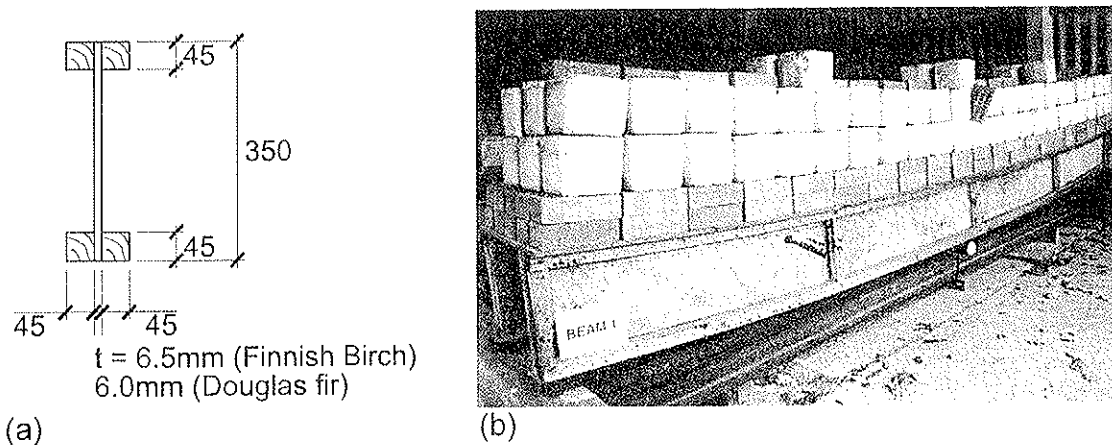 45
350
45
45
45
t = 6.5mm (Finnish Birch)
6.0mm (Douglas fir)
(a)
BEAM 1
(b)